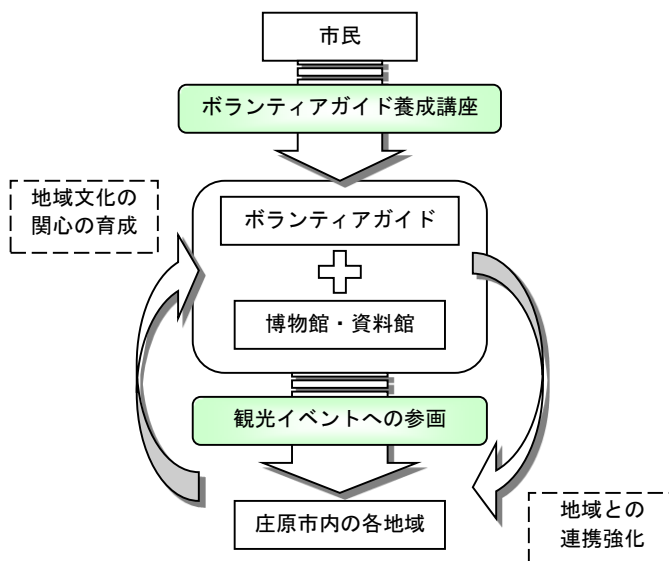 市民
ボランティアガイド養成講座
地域文化の
関心の育成
ボランティアガイド
博物館・資料館
観光イベントへの参画
庄原市内の各地域
地域との
連携強化